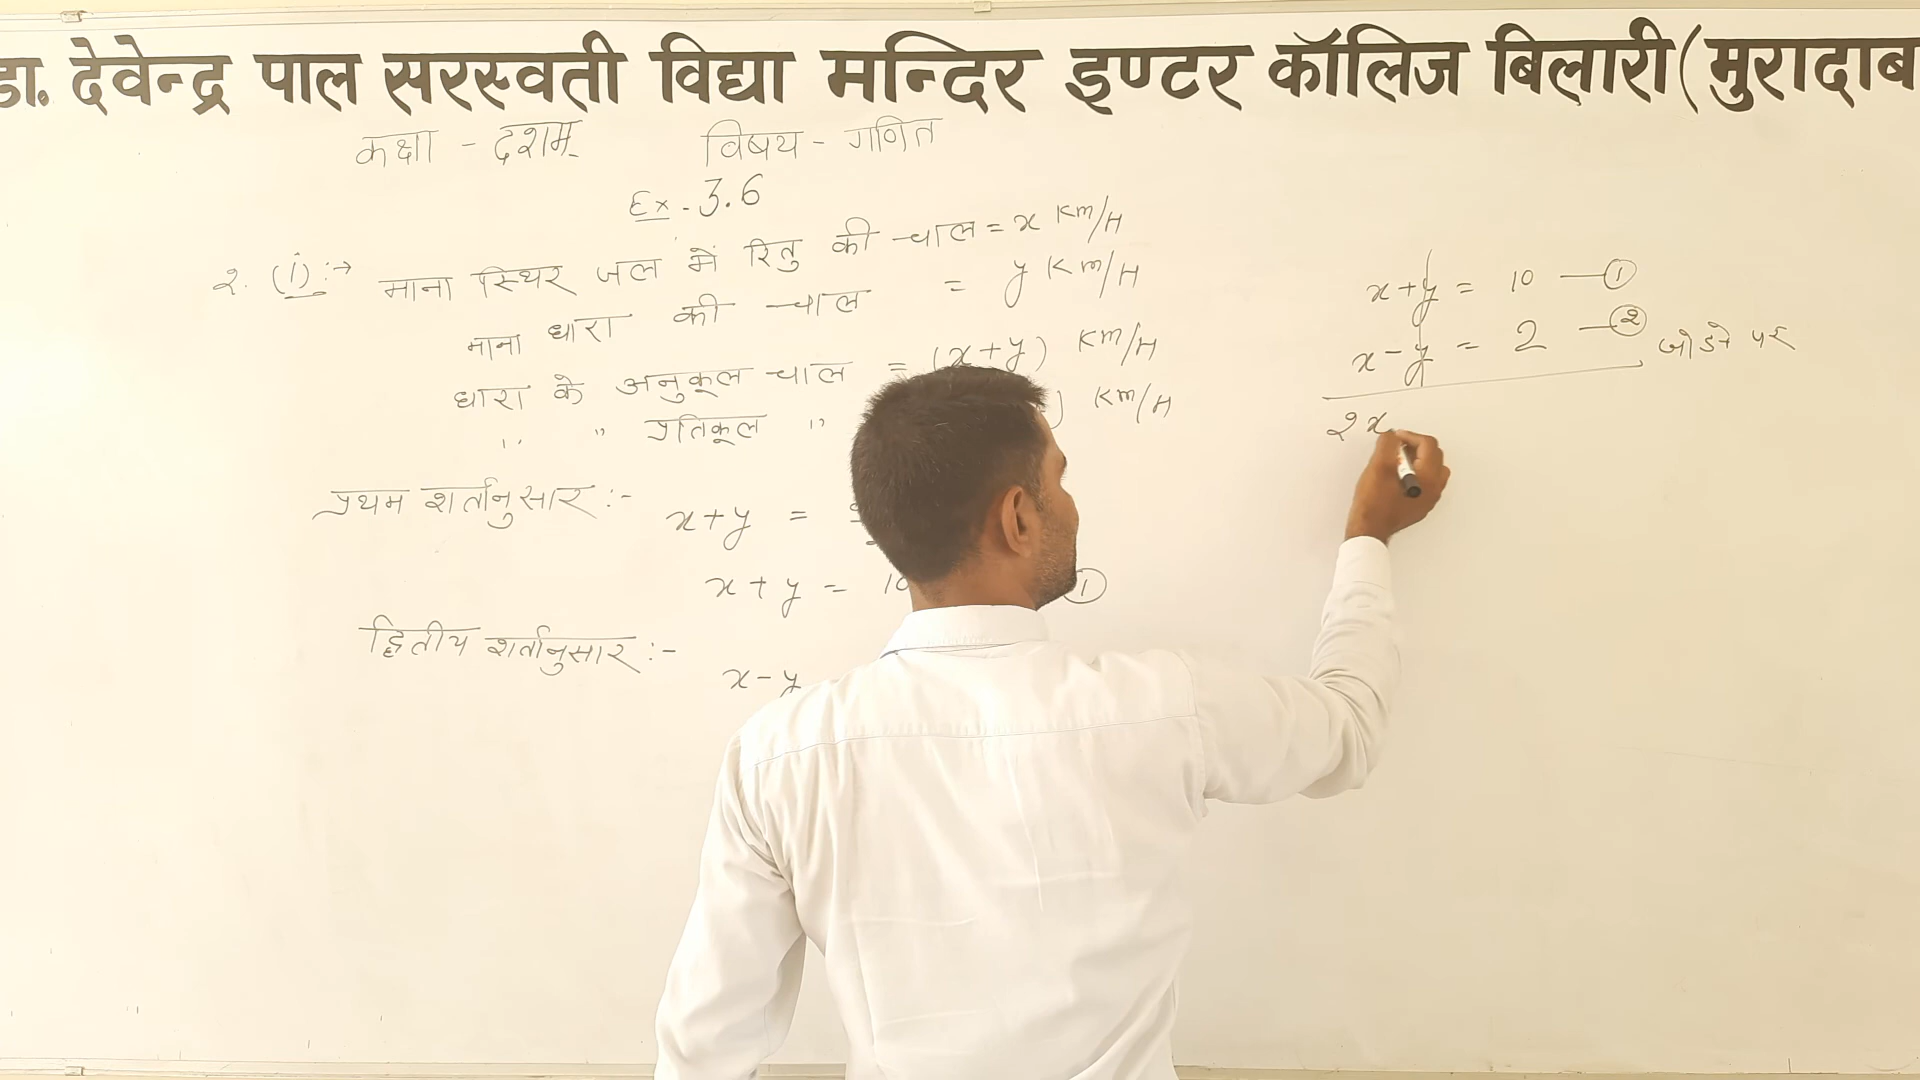 डा. देवेन्द्र पाल सरस्वती विद्या मन्दिर इण्टर कॉलिज बिलारी (मुरादाब
कक्षा - दशम विषय - गणित
Ex - 3.6
2. (i) :→ माना स्थिर जल में रितु की चाल = x Km/H
माना धारा की चाल = y Km/H
धारा के अनुकूल चाल = (x+y) Km/H
" " प्रतिकूल " ) Km/H
प्रथम शर्तानुसार :-
x+y =
x + y = 10 ①
द्वितीय शर्तानुसार :-
x-y
x+y = 10 — ①
x-y = 2 — ② जोडने पर
2x